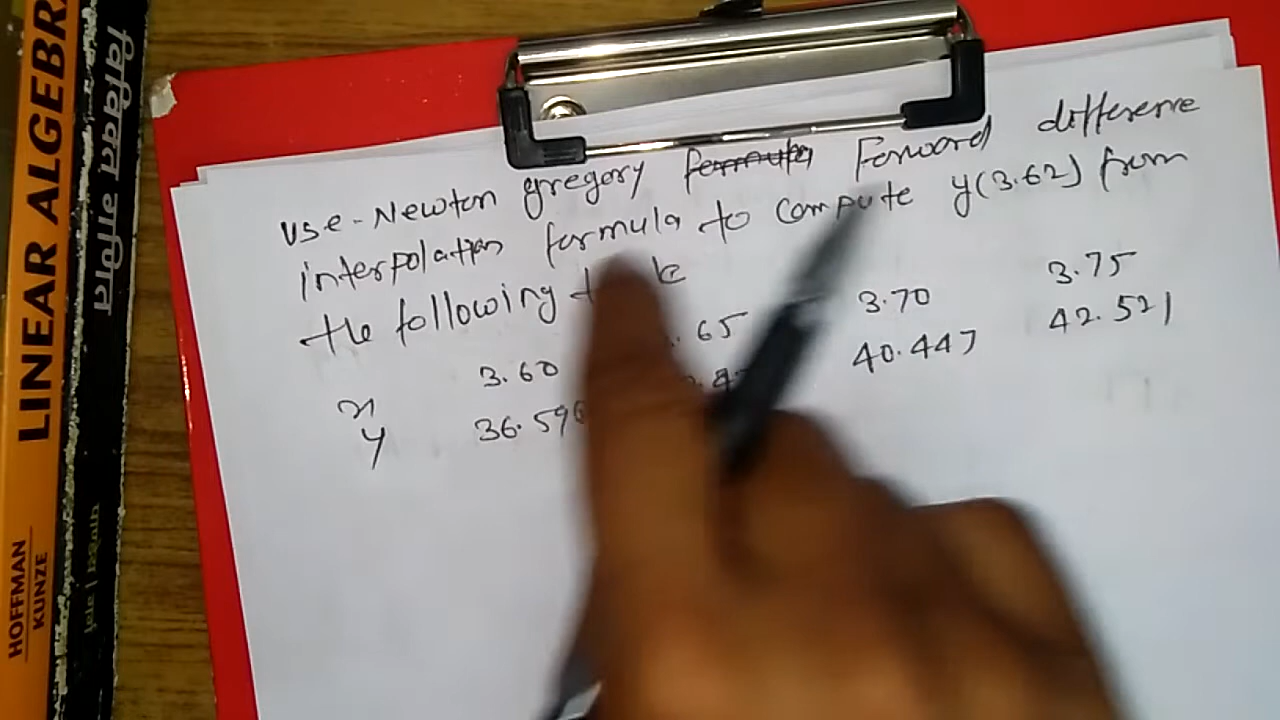 LINEAR ALGEBRA
HOFFMAN
KUNZE
Use - Newton gregory Forward difference
interpolation formula to compute y(3.62) from
the following
x 3.60 .65 3.70 3.75
y 36.59 40.447 42.521